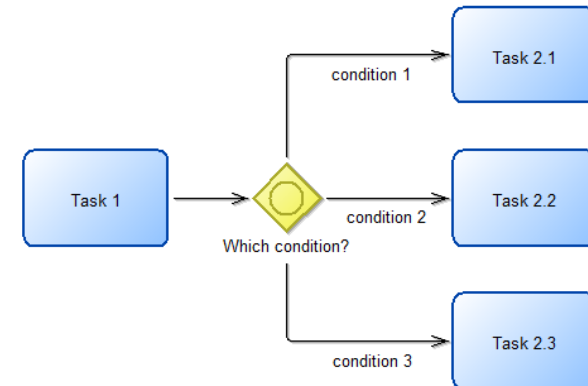 Task 2.1
condition 1
Task 1
Task 2.2
condition 2
Which condition?
Task 2.3
condition 3